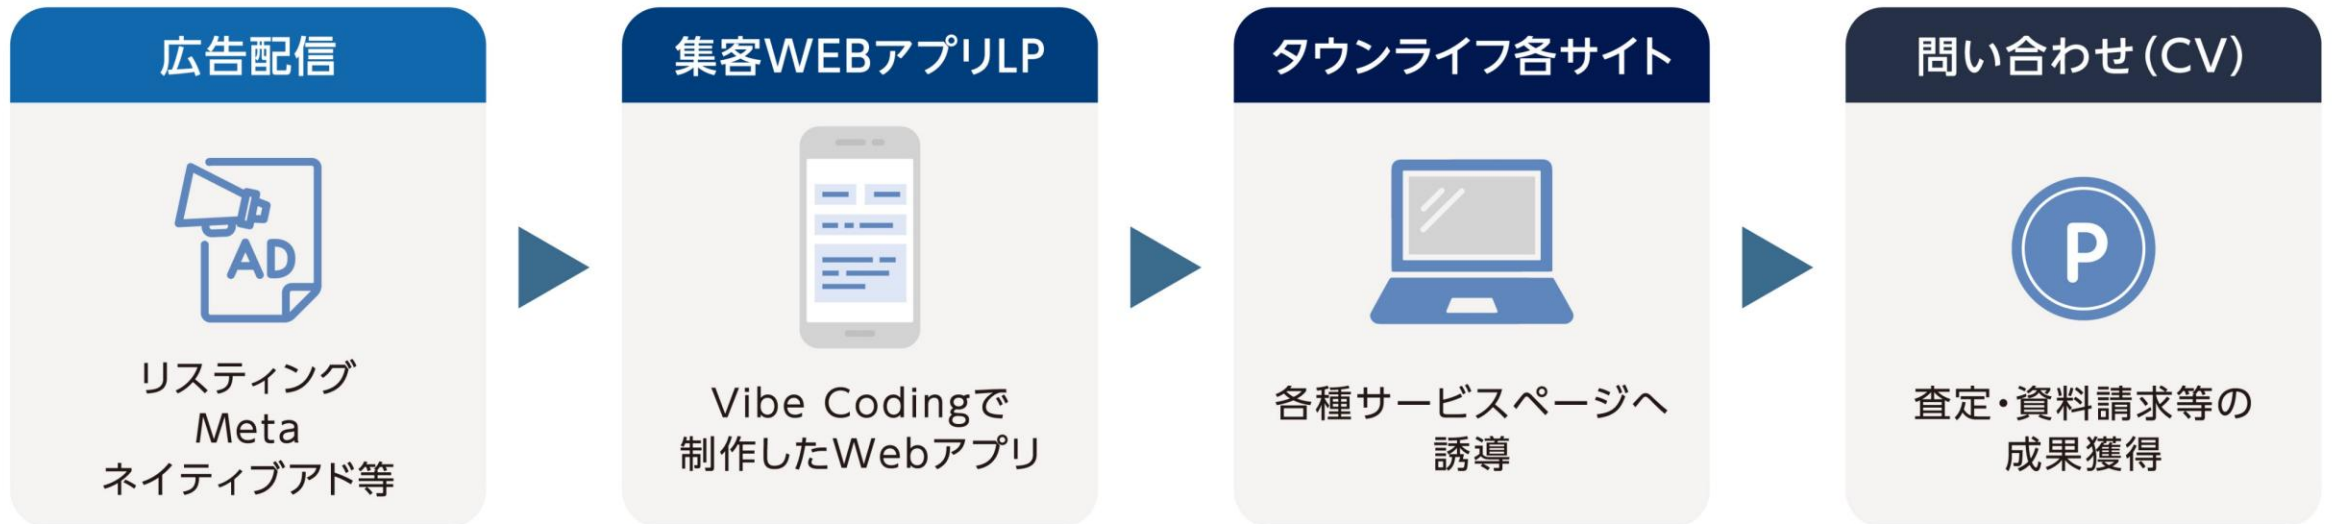 広告配信
AD
リスティング
Meta
ネイティブアド等
集客WEBアプリLP
Vibe Codingで
制作したWebアプリ
タウンライフ各サイト
各種サービスページへ
誘導
問い合わせ(CV)
P
査定・資料請求等の
成果獲得